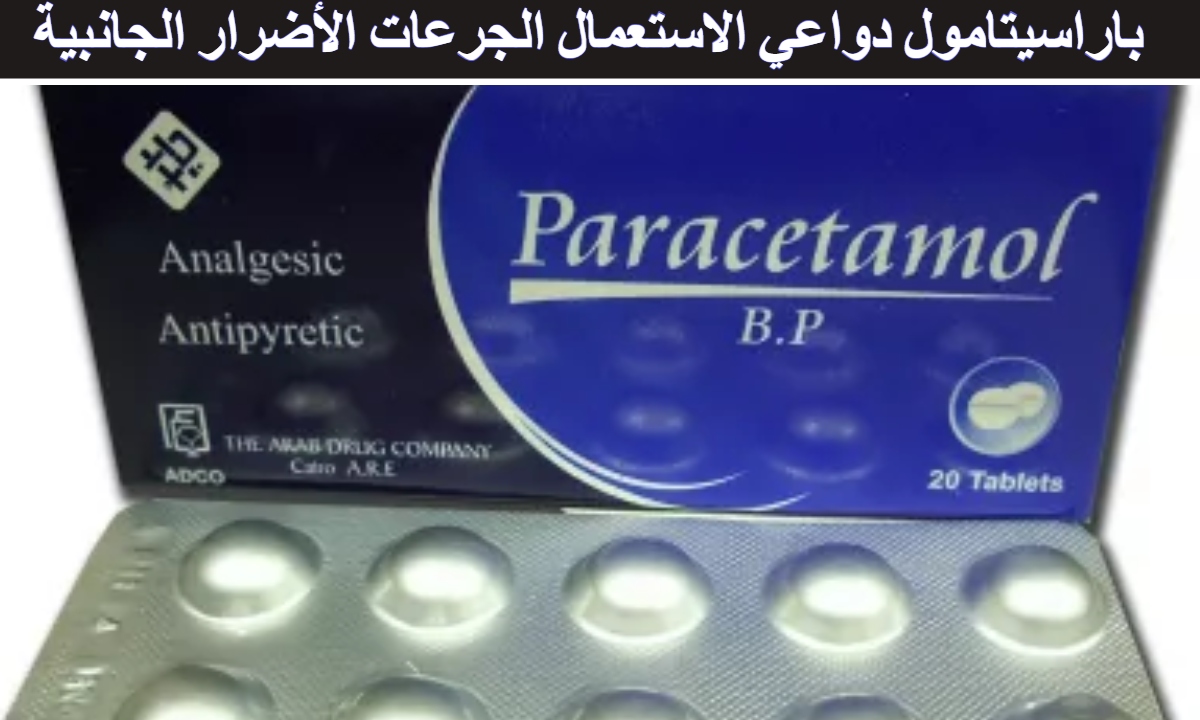 باراسيتامول دواعي الاستعمال الجرعات الأضرار الجانبية
Analgesic
Antipyretic
Paracetamol
B.P
THE ARAB DRUG COMPANY
Cairo A.R.E
ADCO
20 Tablets